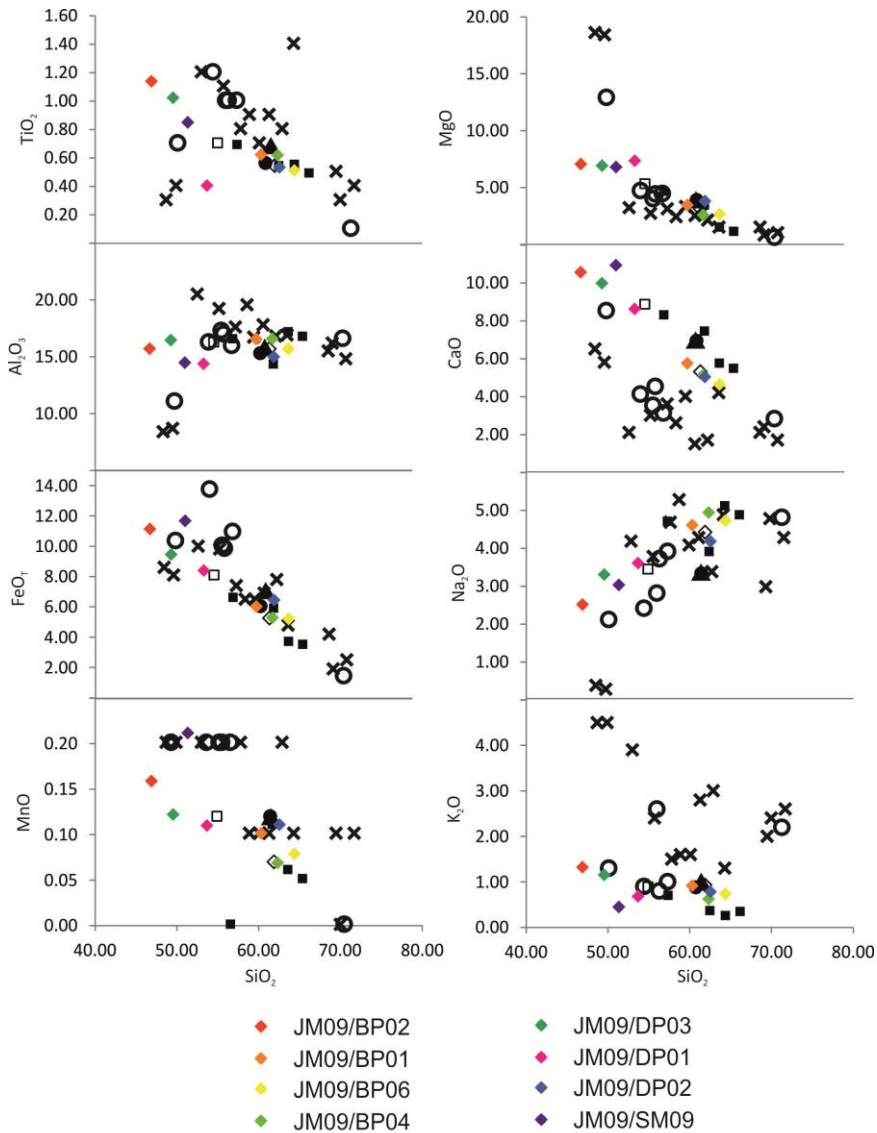 1.60
1.40
1.20
1.00
0.80
0.60
0.40
0.20
TiO2
20.00
15.00
10.00
5.00
MgO
20.00
15.00
10.00
Al2O3
10.00
8.00
6.00
4.00
2.00
CaO
14.00
12.00
10.00
8.00
6.00
4.00
2.00
FeOT
5.00
4.00
3.00
2.00
1.00
Na2O
0.20
0.15
0.10
0.05
0.00
MnO
40.00 50.00 60.00 70.00 80.00
SiO2
4.00
3.00
2.00
1.00
0.00
K2O
40.00 50.00 60.00 70.00 80.00
SiO2
JM09/BP02
JM09/BP01
JM09/BP06
JM09/BP04
JM09/DP03
JM09/DP01
JM09/DP02
JM09/SM09